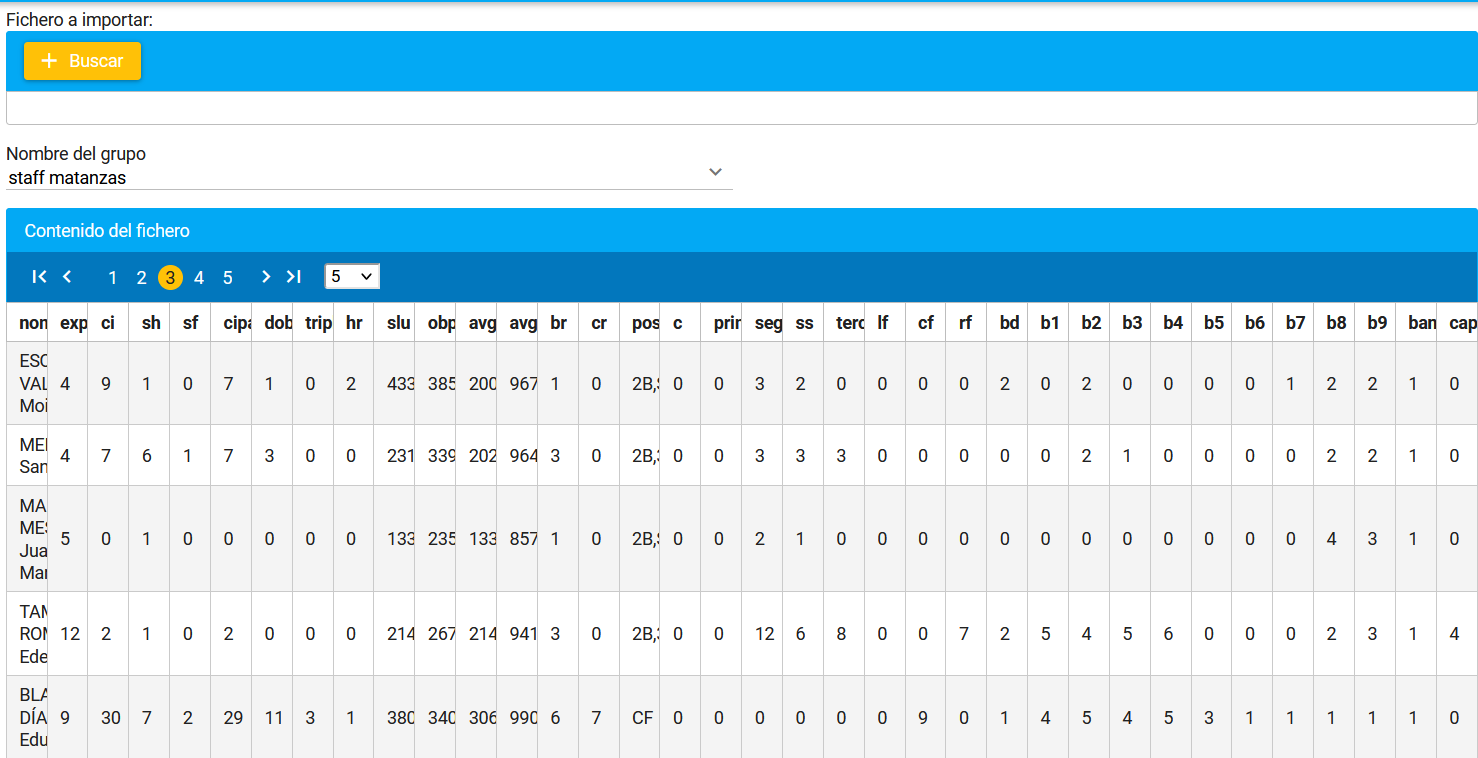 Fichero a importar:
+ Buscar
Nombre del grupo
staff matanzas
Contenido del fichero
1 2 3 4 5 5
exp ci sh sf cipa dob trip hr slu obp avg avg br cr pos c prin seg ss terc lf cf rf bd b1 b2 b3 b4 b5 b6 b7 b8 b9 ban cap
ESC
VAL 4 9 1 0 7 1 0 2 433 385 200 967 1 0 2B, 0 0 3 2 0 0 0 0 2 0 2 0 0 0 0 1 2 2 1 0
Moi
MEI 4 7 6 1 7 3 0 0 231 339 202 964 3 0 2B, 0 0 3 3 3 0 0 0 0 0 2 1 0 0 0 0 2 2 1 0
San
MA
MES 5 0 1 0 0 0 0 0 133 235 133 857 1 0 2B, 0 0 2 1 0 0 0 0 0 0 0 0 0 0 0 0 4 3 1 0
Jua
Mar
TAM
ROM 12 2 1 0 2 0 0 0 214 267 214 941 3 0 2B, 0 0 12 6 8 0 0 7 2 5 4 5 6 0 0 0 2 3 1 4
Ede
BLA
DÍA 9 30 7 2 29 11 3 1 380 340 306 990 6 7 CF 0 0 0 0 0 0 9 0 1 4 5 4 5 3 1 1 1 1 1 0
Edu